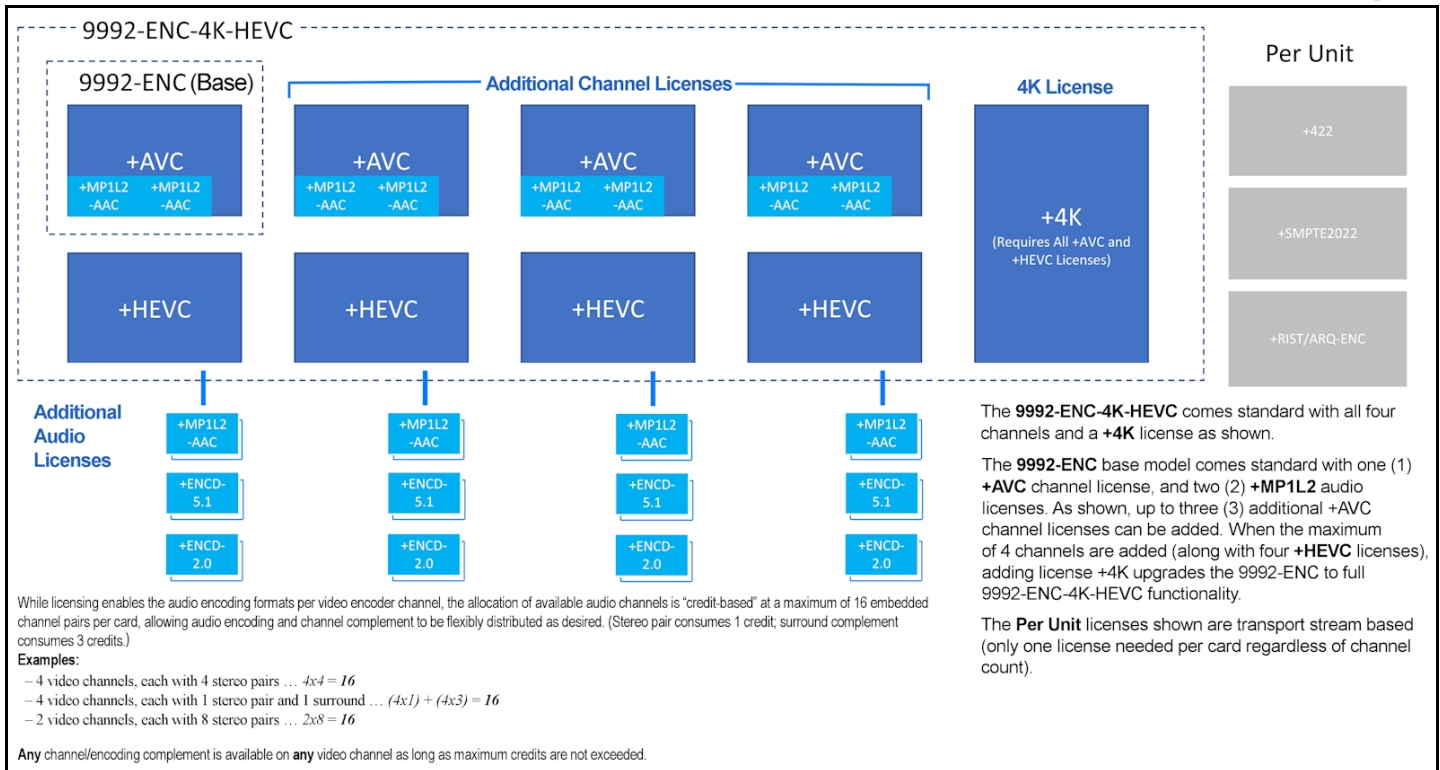 9992-ENC-4K-HEVC
9992-ENC (Base)
Additional Channel Licenses
4K License
Per Unit
+AVC
+MP1L2
-AAC
+MP1L2
-AAC
+AVC
+MP1L2
-AAC
+MP1L2
-AAC
+AVC
+MP1L2
-AAC
+MP1L2
-AAC
+AVC
+MP1L2
-AAC
+MP1L2
-AAC
+HEVC
+HEVC
+HEVC
+HEVC
+4K
(Requires All +AVC and
+HEVC Licenses)
+422
+SMPTE2022
+RIST/ARQ-ENC
Additional
Audio
Licenses
+MP1L2
-AAC
+ENCD-
5.1
+ENCD-
2.0
+MP1L2
-AAC
+ENCD-
5.1
+ENCD-
2.0
+MP1L2
-AAC
+ENCD-
5.1
+ENCD-
2.0
+MP1L2
-AAC
+ENCD-
5.1
+ENCD-
2.0
The 9992-ENC-4K-HEVC comes standard with all four
channels and a +4K license as shown.
The 9992-ENC base model comes standard with one (1)
+AVC channel license, and two (2) +MP1L2 audio
licenses. As shown, up to three (3) additional +AVC
channel licenses can be added. When the maximum
of 4 channels are added (along with four +HEVC licenses),
adding license +4K upgrades the 9992-ENC to full
9992-ENC-4K-HEVC functionality.
The Per Unit licenses shown are transport stream based
(only one license needed per card regardless of channel
count).
While licensing enables the audio encoding formats per video encoder channel, the allocation of available audio channels is “credit-based” at a maximum of 16 embedded
channel pairs per card, allowing audio encoding and channel complement to be flexibly distributed as desired. (Stereo pair consumes 1 credit; surround complement
consumes 3 credits.)
Examples:
– 4 video channels, each with 4 stereo pairs … 4x4 = 16
– 4 video channels, each with 1 stereo pair and 1 surround … (4x1) + (4x3) = 16
– 2 video channels, each with 8 stereo pairs … 2x8 = 16
Any channel/encoding complement is available on any video channel as long as maximum credits are not exceeded.